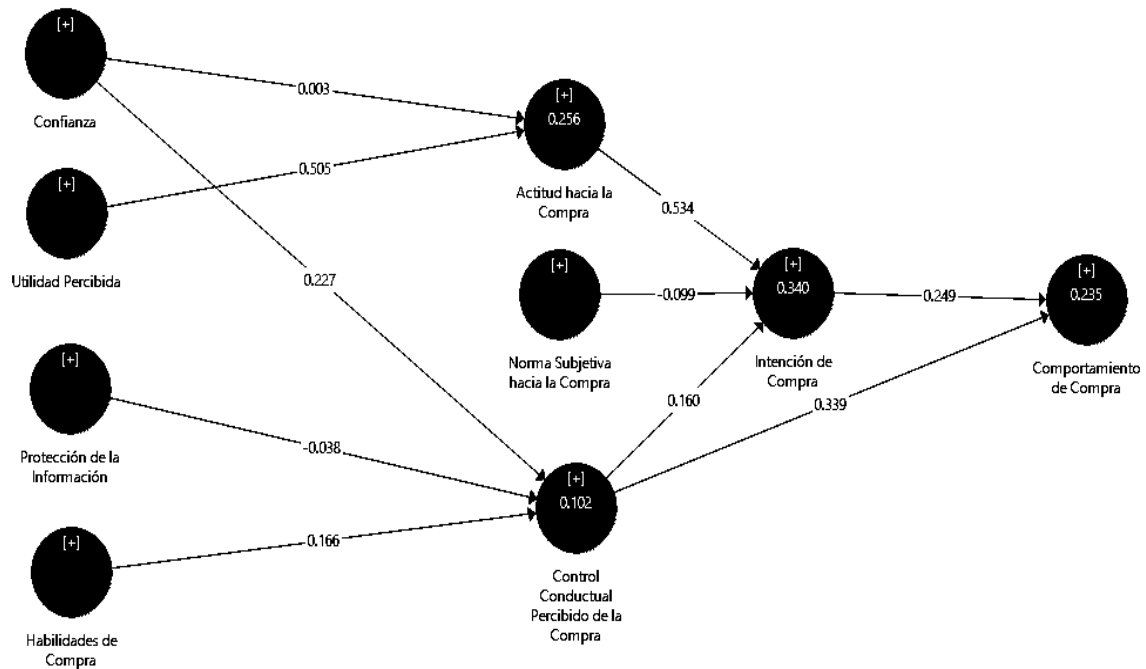 [+]
Confianza
0.003
[+]
0.256
Actitud hacia la
Compra
[+]
Utilidad Percibida
0.505
0.227
0.534
[+]
Norma Subjetiva
hacia la Compra
-0.099
[+]
0.340
Intención de
Compra
0.249
[+]
0.235
Comportamiento
de Compra
0.160
0.339
[+]
Protección de la
Información
-0.038
[+]
0.102
Control
Conductual
Percibido de la
Compra
0.166
[+]
Habilidades de
Compra